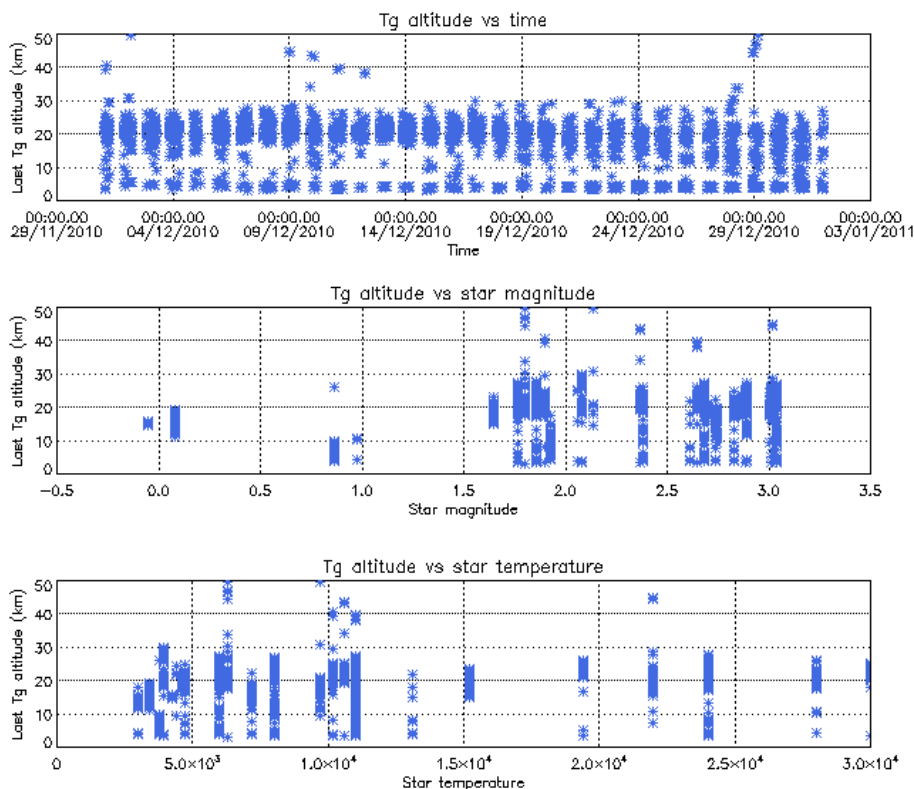 Tg altitude vs time
50
40
30
20
10
0
Last Tg altitude (km)
00:00.00 00:00.00 00:00.00 00:00.00 00:00.00 00:00.00 00:00.00 00:00.00
29/11/2010 04/12/2010 09/12/2010 14/12/2010 19/12/2010 24/12/2010 29/12/2010 03/01/2011
Time
Tg altitude vs star magnitude
50
40
30
20
10
0
Last Tg altitude (km)
−0.5 0.0 0.5 1.0 1.5 2.0 2.5 3.0 3.5
Star magnitude
Tg altitude vs star temperature
50
40
30
20
10
0
Last Tg altitude (km)
0 5.0×10³ 1.0×10⁴ 1.5×10⁴ 2.0×10⁴ 2.5×10⁴ 3.0×10⁴
Star temperature